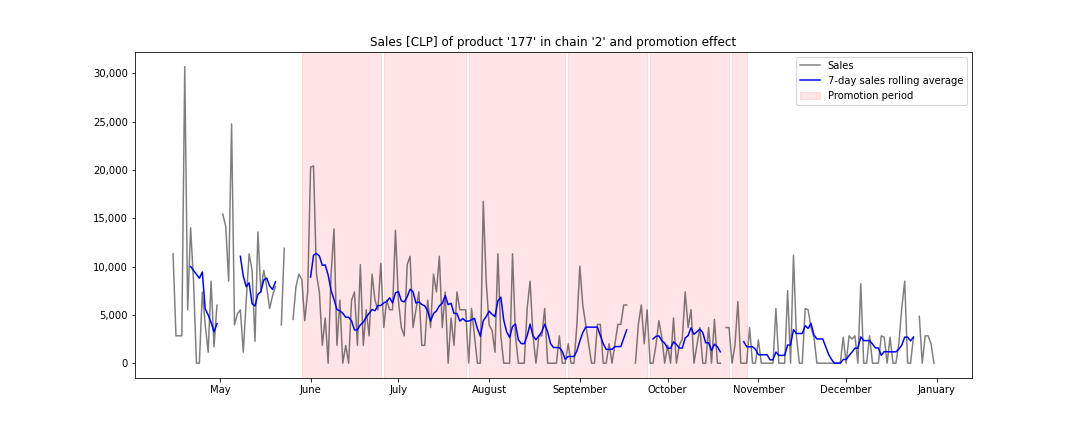 Sales [CLP] of product '177' in chain '2' and promotion effect
Sales
7-day sales rolling average
Promotion period
30,000
25,000
20,000
15,000
10,000
5,000
0
May June July August September October November December January